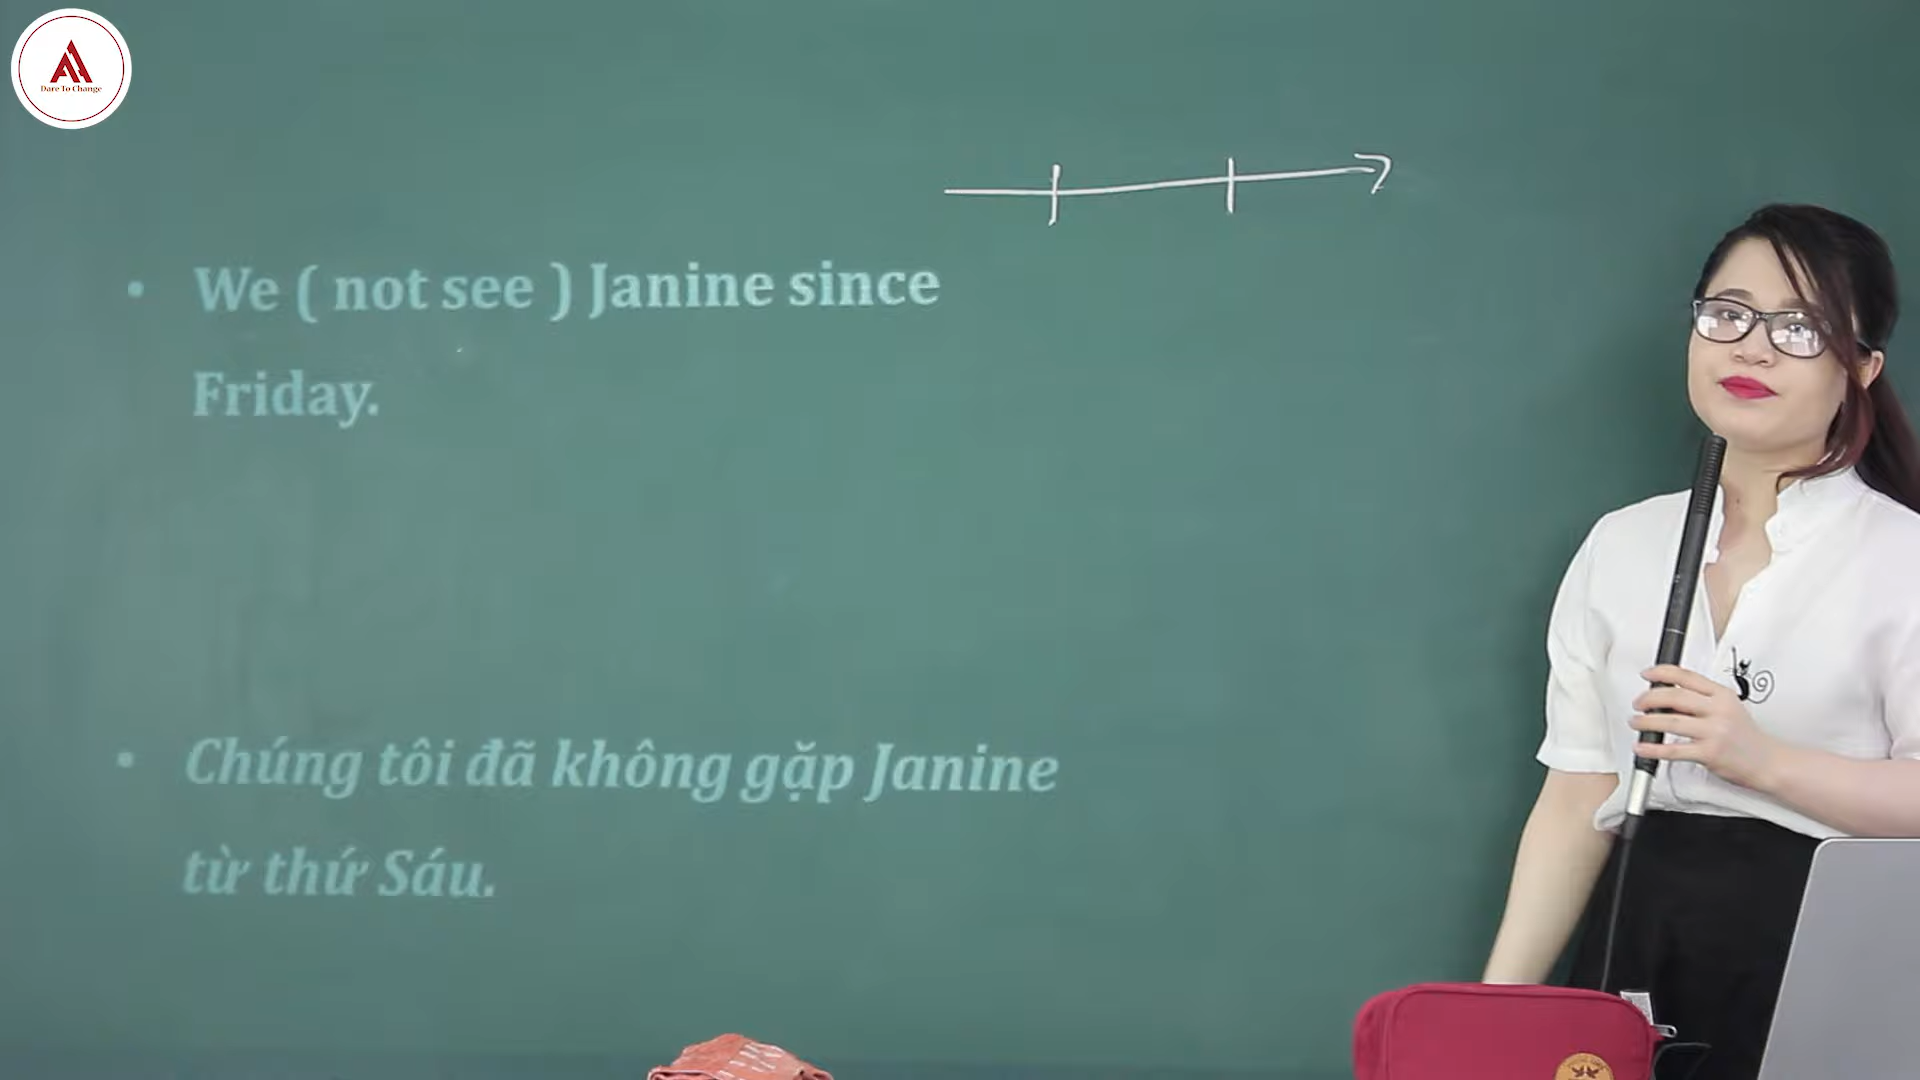 Dare To Change
We ( not see ) Janine since
Friday.
Chúng tôi đã không gặp Janine
từ thứ Sáu.